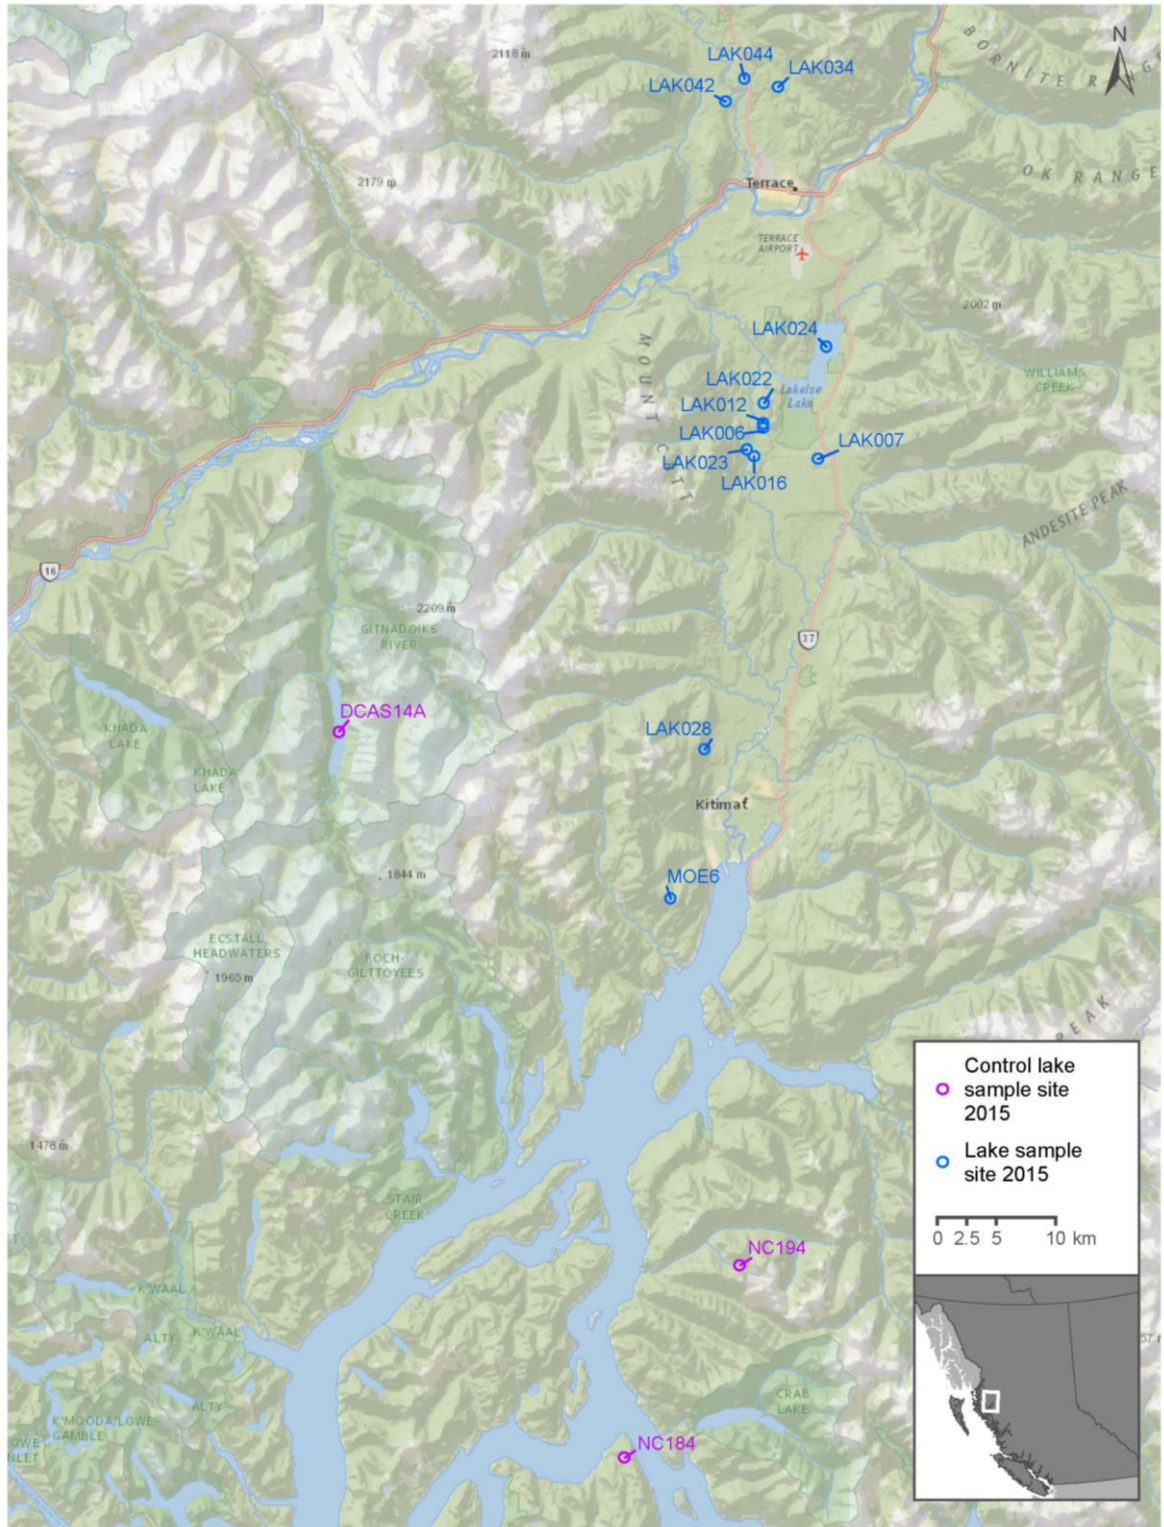 BORNITE RANGE
N
2118 m
LAK044
LAK034
LAK042
2179 m
Terrace
OK RANGE
TERRACE
AIRPORT
2002 m
LAK024
MOUNT
LAK022
Lakelse
Lake
WILLIAMS
CREEK
LAK012
LAK006
LAK007
LAK023
LAK016
ANDESITE PEAK
16
2209 m
GITNADOIKS
RIVER
37
DCAS14A
KHADA
LAKE
LAK028
KHADA
LAKE
Kitimat
1844 m
MOE6
ECSTALL
HEADWATERS
FOCH-
GILTTOYEES
1965 m
PEAK
Control lake
sample site
2015
1478 m
Lake sample
site 2015
STAIR
CREEK
0 2.5 5 10 km
NC194
K'WAAL
ALTY
K'WAAL
CRAB
LAKE
ALTY
K'MOODA/LOWE-
GAMBLE
NC184